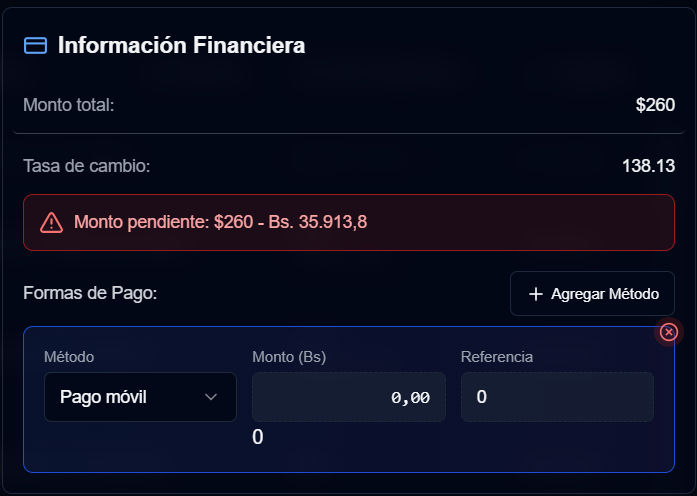 Información Financiera
Monto total: $260
Tasa de cambio: 138.13
Monto pendiente: $260 - Bs. 35.913,8
Formas de Pago: + Agregar Método
Método Monto (Bs) Referencia
Pago móvil 0,00 0
0